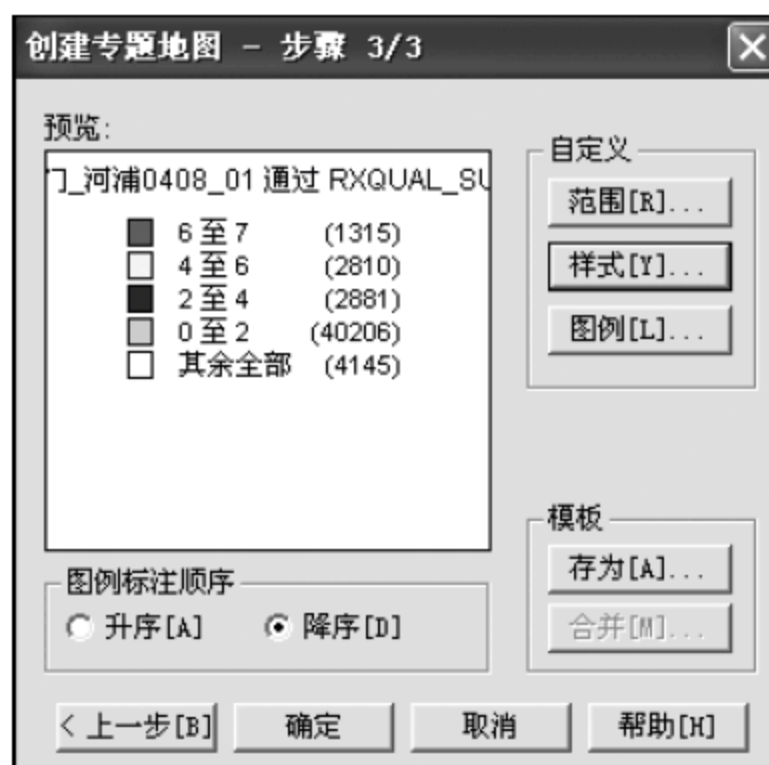 创建专题地图 - 步骤 3/3
预览:
门_河浦0408_01 通过 RXQUAL_SU
6 至 7 (1315)
4 至 6 (2810)
2 至 4 (2881)
0 至 2 (40206)
其余全部 (4145)
自定义
范围[R]...
样式[Y]...
图例[L]...
图例标注顺序
升序[A]
降序[D]
模板
存为[A]...
合并[M]...
< 上一步[B]
确定
取消
帮助[H]